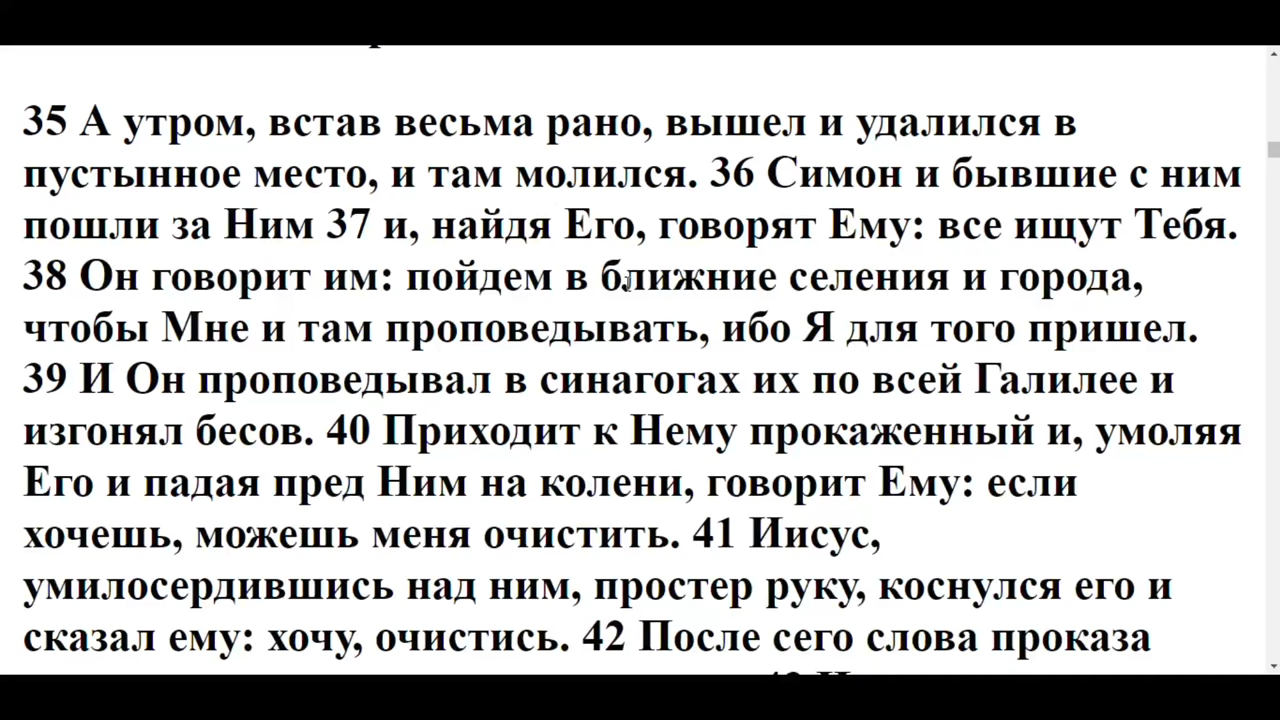 35 А утром, встав весьма рано, вышел и удалился в
пустынное место, и там молился. 36 Симон и бывшие с ним
пошли за Ним 37 и, найдя Его, говорят Ему: все ищут Тебя.
38 Он говорит им: пойдем в ближние селения и города,
чтобы Мне и там проповедывать, ибо Я для того пришел.
39 И Он проповедывал в синагогах их по всей Галилее и
изгонял бесов. 40 Приходит к Нему прокаженный и, умоляя
Его и падая пред Ним на колени, говорит Ему: если
хочешь, можешь меня очистить. 41 Иисус,
умилосердившись над ним, простер руку, коснулся его и
сказал ему: хочу, очистись. 42 После сего слова проказа